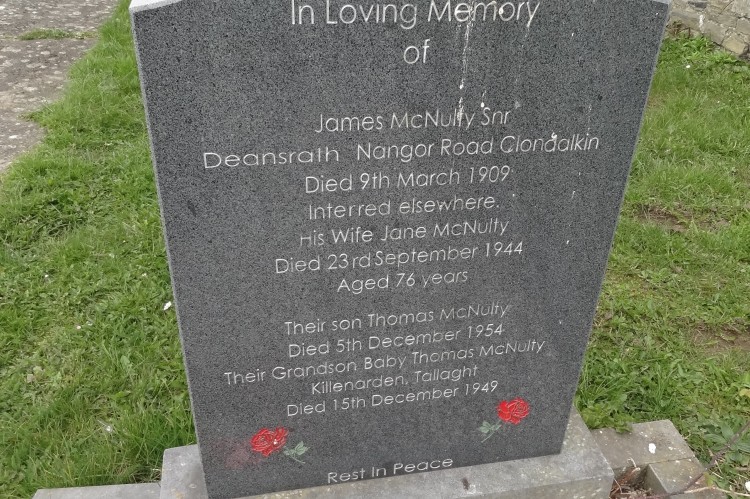 In Loving Memory
of
James McNulty Snr
Deansrath Nangor Road Clondalkin
Died 9th March 1909
Interred elsewhere.
His Wife Jane McNulty
Died 23rd September 1944
Aged 76 years
Their son Thomas McNulty
Died 5th December 1954
Their Grandson Baby Thomas McNulty
Killenarden, Tallaght
Died 15th December 1949
Rest In Peace